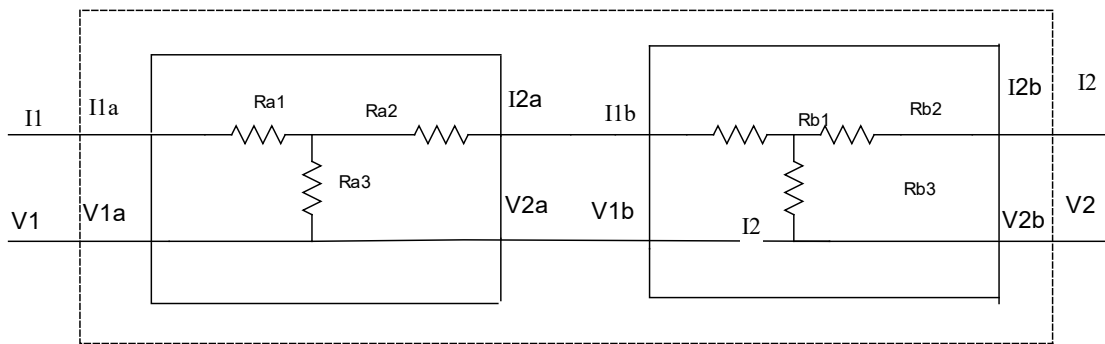 I1
I1a
Ra1
Ra2
I2a
I1b
Rb1
Rb2
I2b
I2
Ra3
Rb3
V1
V1a
V2a
V1b
I2
V2b
V2